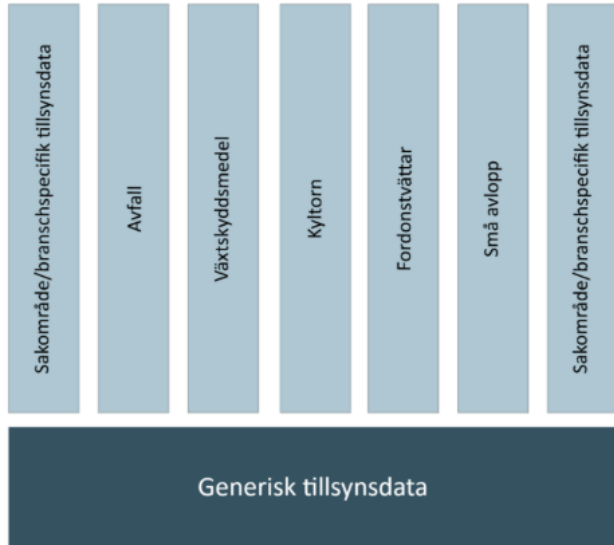 Sakområde/branschspecifik tillsynsdata
Avfall
Växtskyddsmedel
Kyltorn
Fordonstvättar
Små avlopp
Sakområde/branschspecifik tillsynsdata
Generisk tillsynsdata